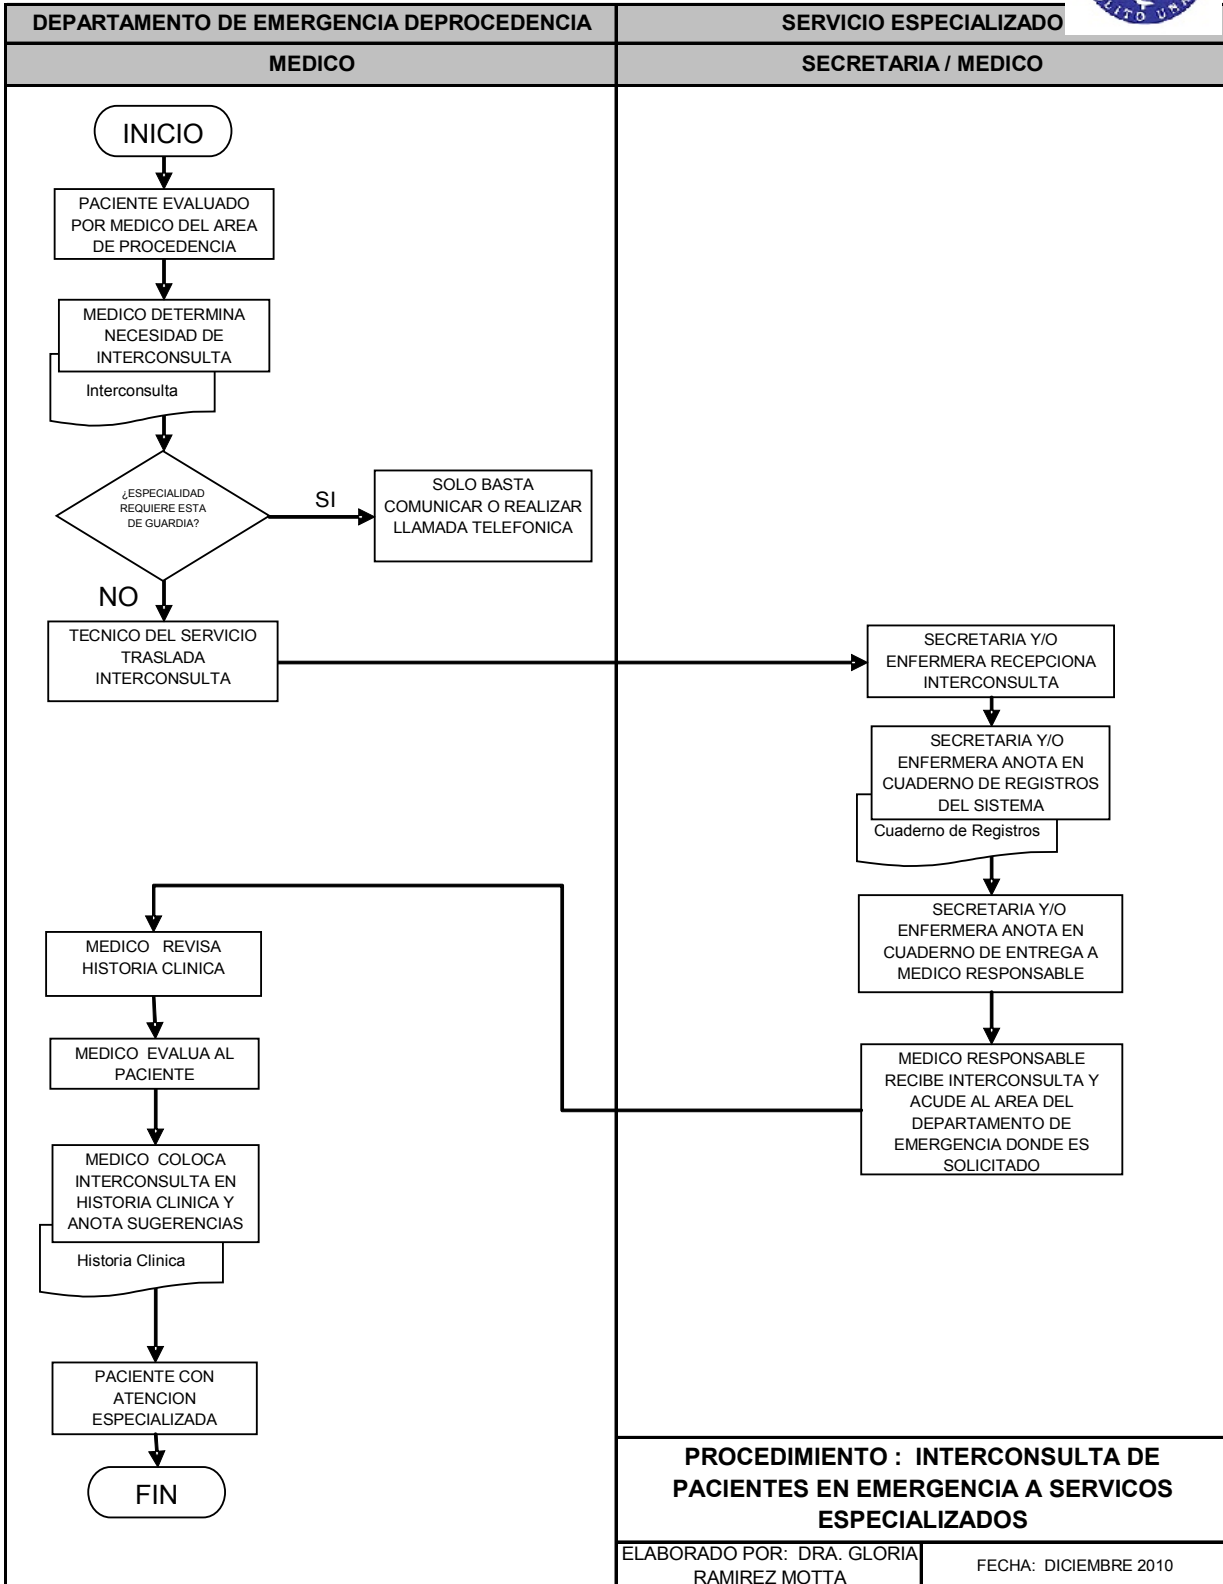 DEPARTAMENTO DE EMERGENCIA DEPROCEDENCIA
SERVICIO ESPECIALIZADO
MEDICO
SECRETARIA / MEDICO
INICIO
PACIENTE EVALUADO
POR MEDICO DEL AREA
DE PROCEDENCIA
MEDICO DETERMINA
NECESIDAD DE
INTERCONSULTA
Interconsulta
¿ESPECIALIDAD
REQUIERE ESTA
DE GUARDIA?
SI
SOLO BASTA
COMUNICAR O REALIZAR
LLAMADA TELEFONICA
NO
TECNICO DEL SERVICIO
TRASLADA
INTERCONSULTA
SECRETARIA Y/O
ENFERMERA RECEPCIONA
INTERCONSULTA
SECRETARIA Y/O
ENFERMERA ANOTA EN
CUADERNO DE REGISTROS
DEL SISTEMA
Cuaderno de Registros
SECRETARIA Y/O
ENFERMERA ANOTA EN
CUADERNO DE ENTREGA A
MEDICO RESPONSABLE
MEDICO RESPONSABLE
RECIBE INTERCONSULTA Y
ACUDE AL AREA DEL
DEPARTAMENTO DE
EMERGENCIA DONDE ES
SOLICITADO
MEDICO REVISA
HISTORIA CLINICA
MEDICO EVALUA AL
PACIENTE
MEDICO COLOCA
INTERCONSULTA EN
HISTORIA CLINICA Y
ANOTA SUGERENCIAS
Historia Clinica
PACIENTE CON
ATENCION
ESPECIALIZADA
FIN
PROCEDIMIENTO : INTERCONSULTA DE
PACIENTES EN EMERGENCIA A SERVICOS
ESPECIALIZADOS
ELABORADO POR: DRA. GLORIA
RAMIREZ MOTTA
FECHA: DICIEMBRE 2010